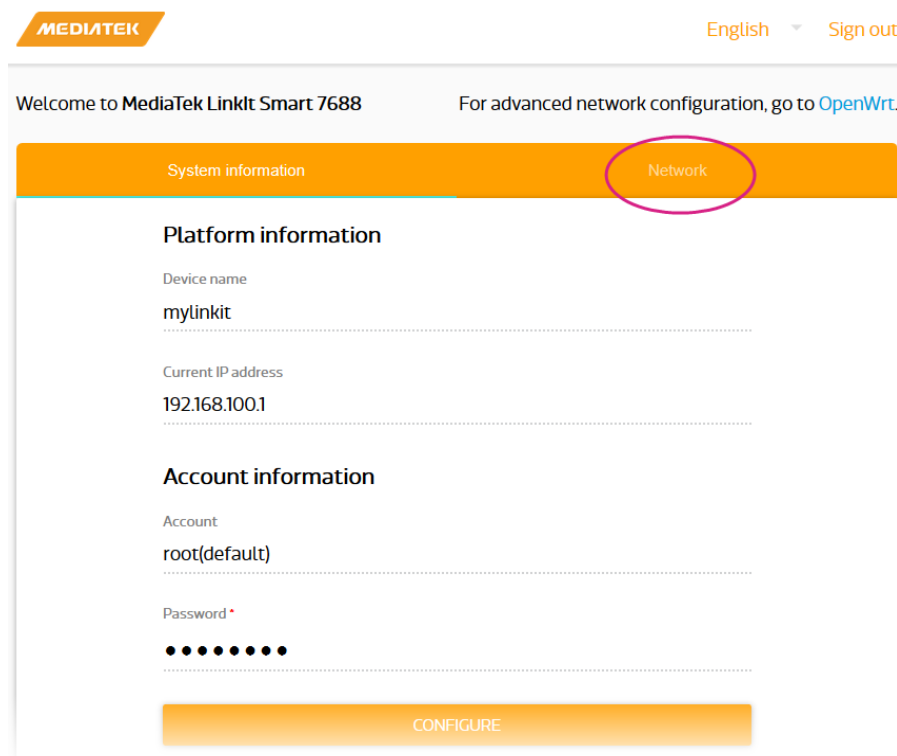 MEDIATEK
English Sign out
Welcome to MediaTek LinkIt Smart 7688 For advanced network configuration, go to OpenWrt.
System information Network
Platform information
Device name
mylinkit
Current IP address
192.168.100.1
Account information
Account
root(default)
Password *
••••••••
CONFIGURE